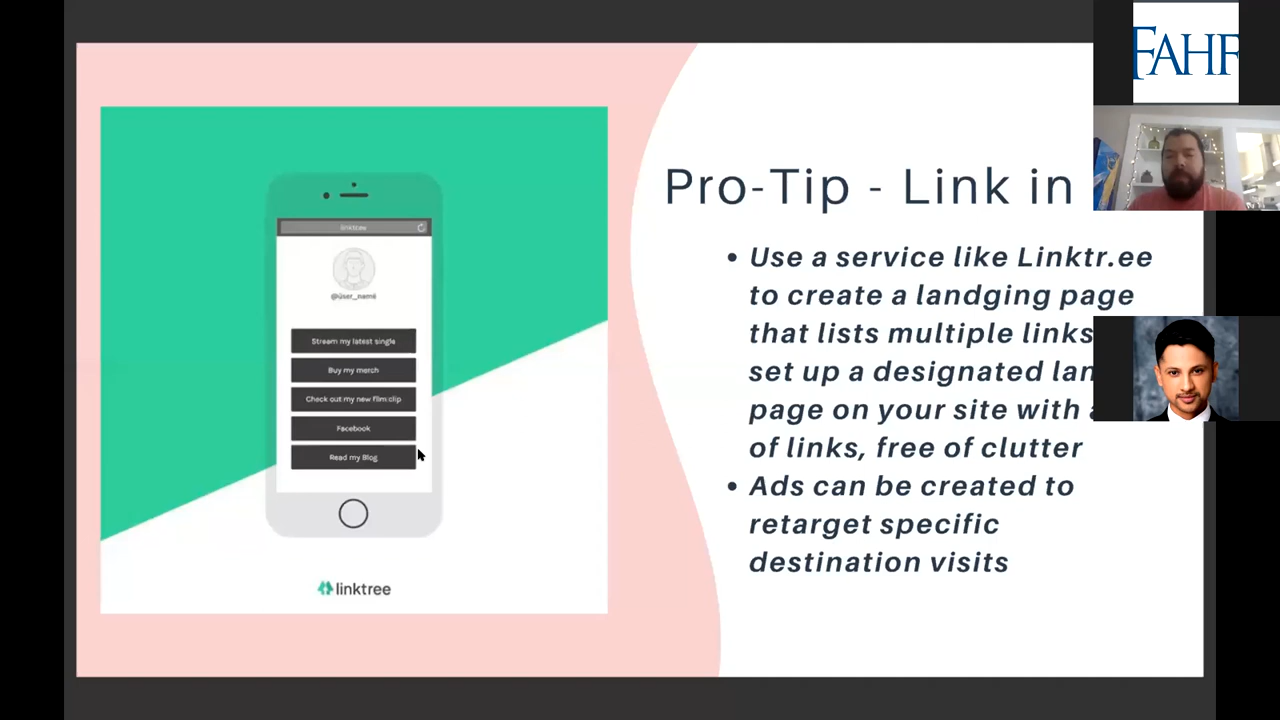 FAHF
linktree
@user_name
Stream my latest single
Buy my merch
Check out my new film clip
Facebook
Read my Blog
linktree
Pro-Tip - Link in
• Use a service like Linktr.ee
to create a landging page
that lists multiple links
set up a designated lan
page on your site with
of links, free of clutter
• Ads can be created to
retarget specific
destination visits